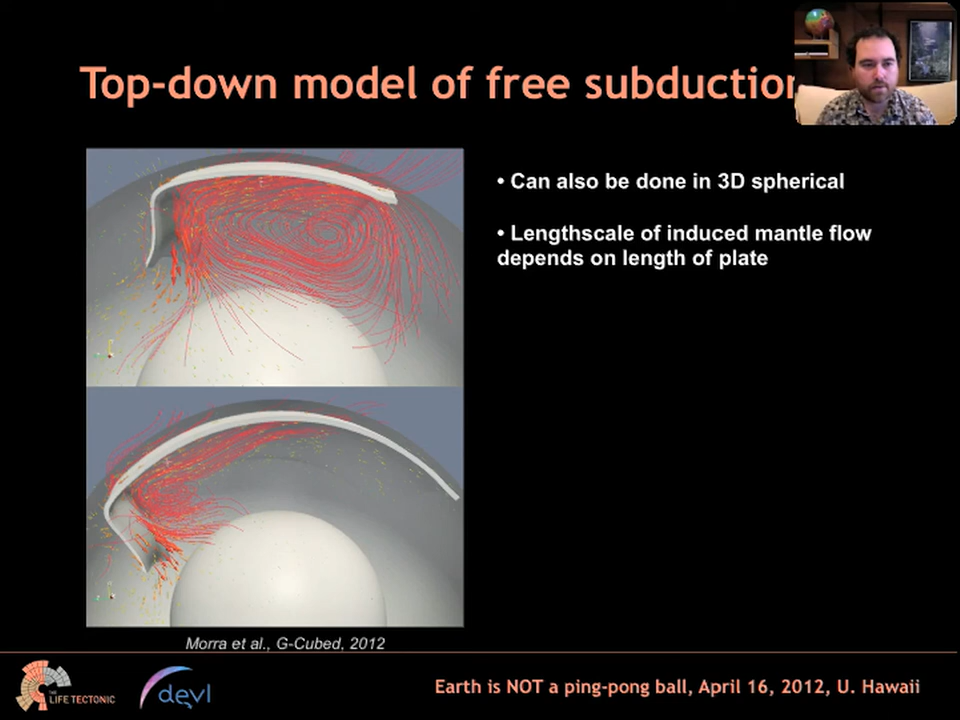 Top-down model of free subduction
• Can also be done in 3D spherical
• Lengthscale of induced mantle flow
depends on length of plate
Morra et al., G-Cubed, 2012
THE
LIFE TECTONIC
devl
Earth is NOT a ping-pong ball, April 16, 2012, U. Hawaii